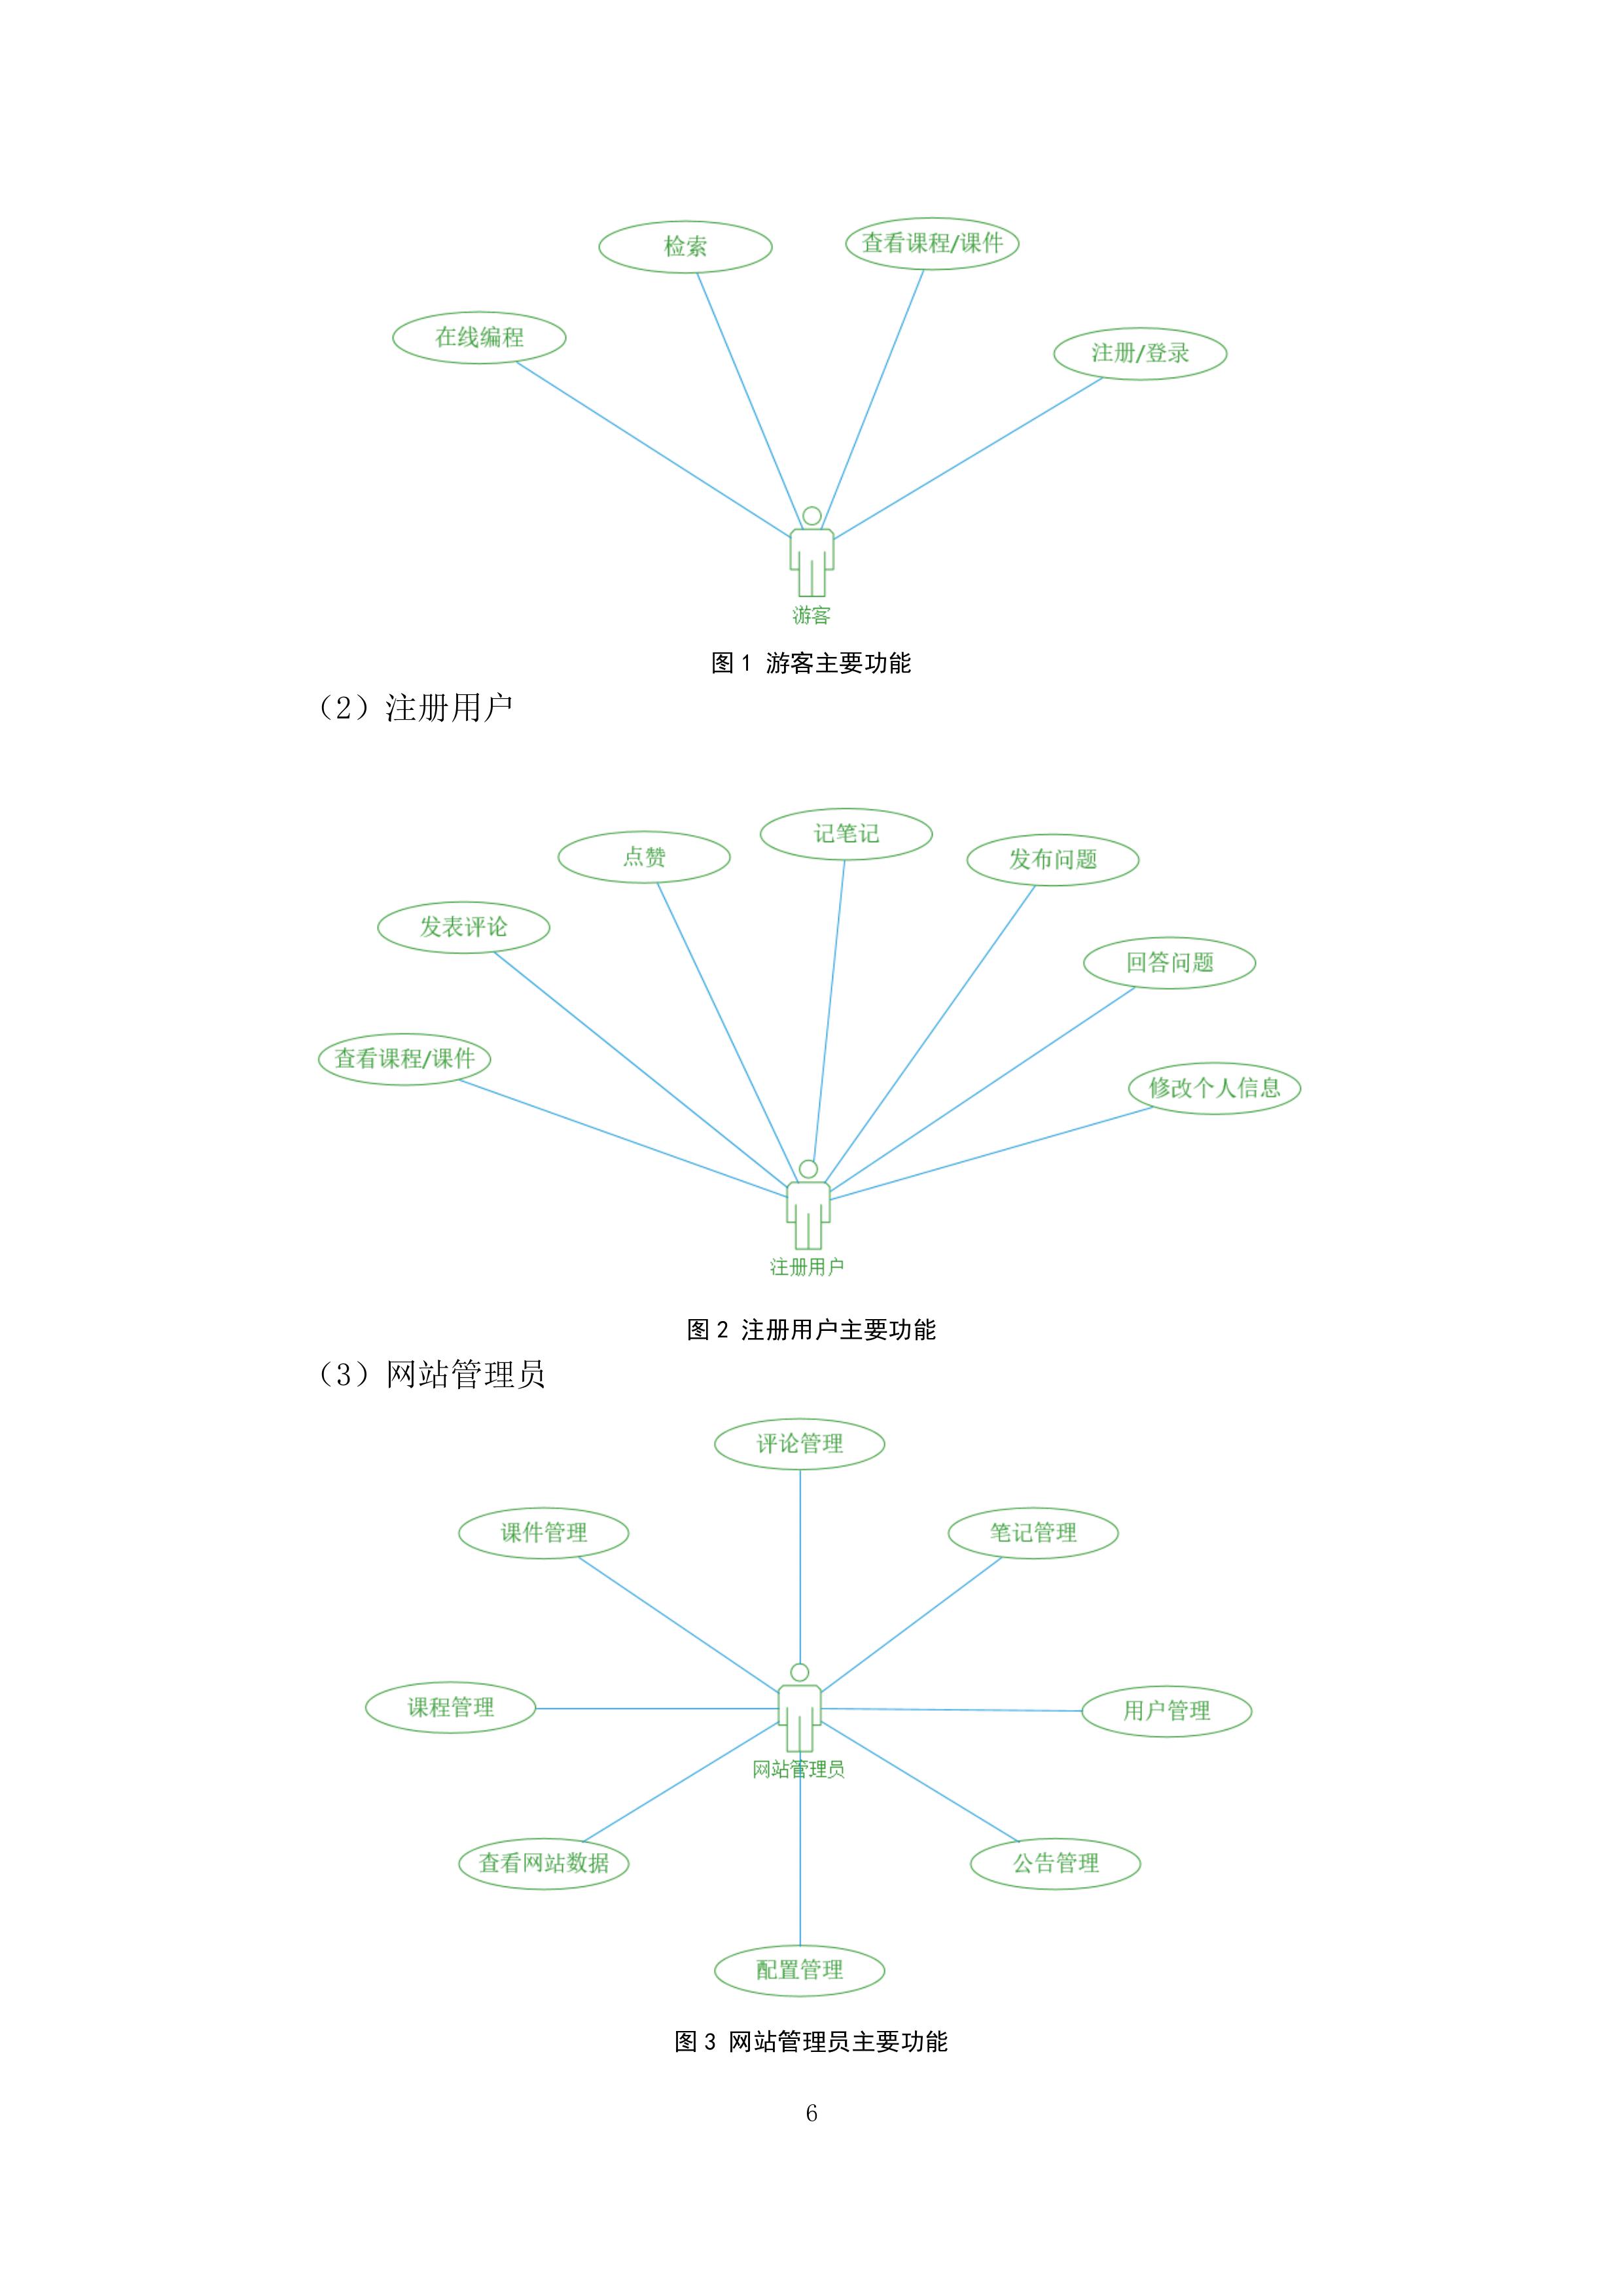 检索
查看课程/课件
在线编程
注册/登录
游客
图 1 游客主要功能
（2）注册用户
记笔记
点赞
发布问题
发表评论
回答问题
查看课程/课件
修改个人信息
注册用户
图 2 注册用户主要功能
（3）网站管理员
评论管理
课件管理
笔记管理
课程管理
用户管理
网站管理员
查看网站数据
公告管理
配置管理
图 3 网站管理员主要功能
6